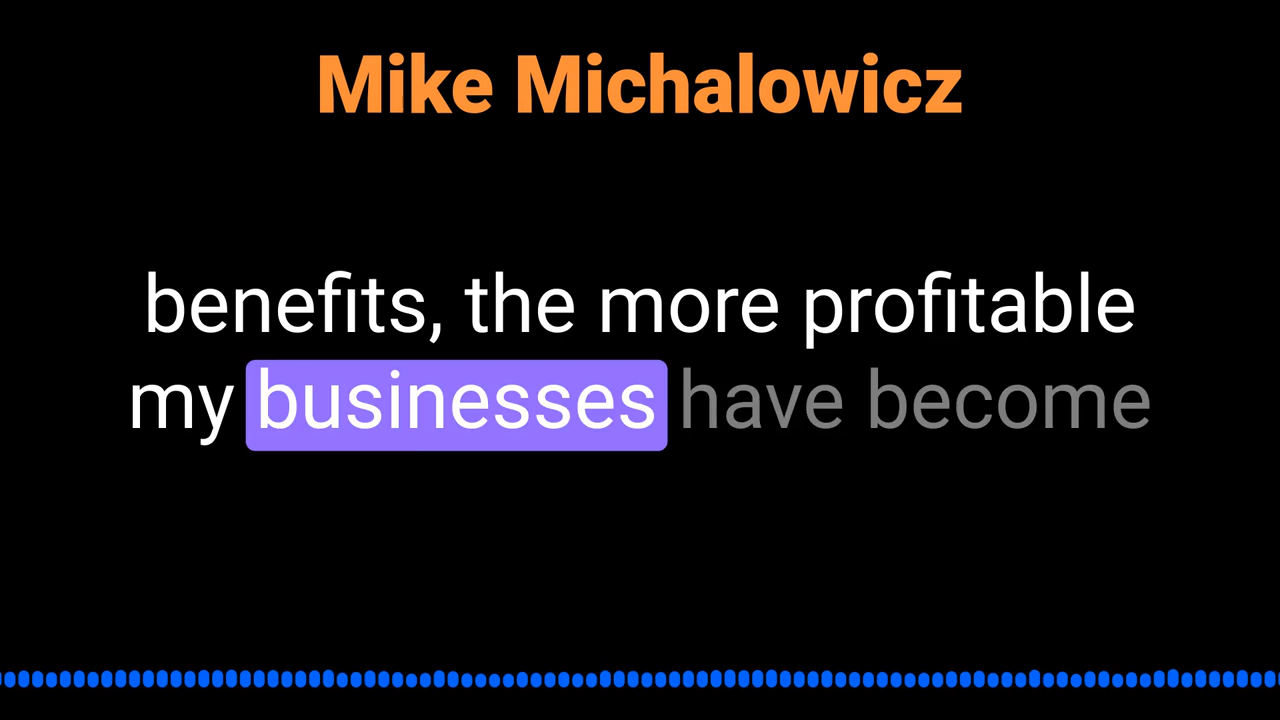 Mike Michalowicz
benefits, the more profitable
my businesses have become